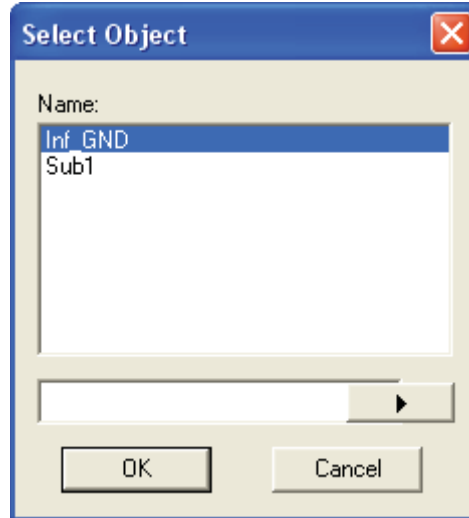 Select Object
Name:
Inf_GND
Sub1
OK
Cancel